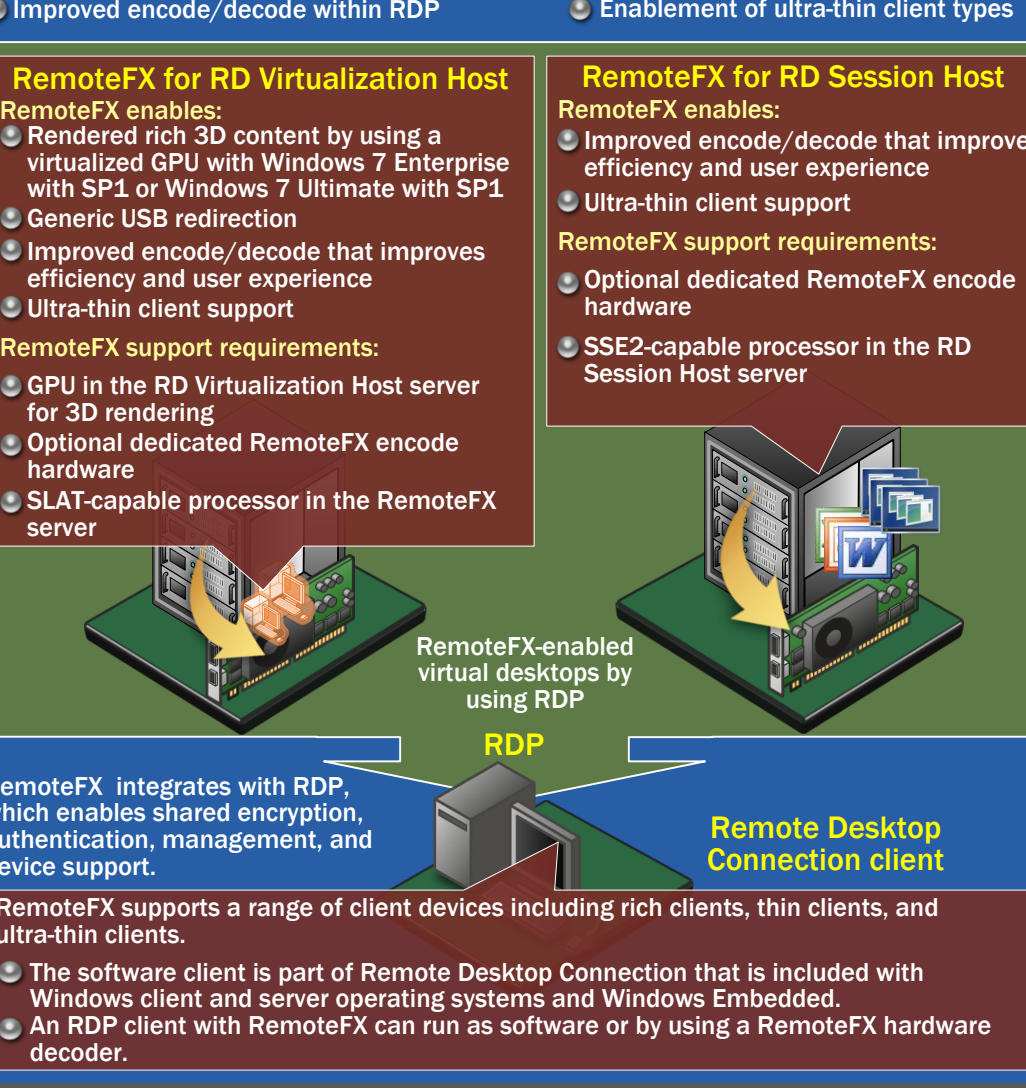 Improved encode/decode within RDP
Enablement of ultra-thin client types
RemoteFX for RD Virtualization Host
RemoteFX enables:
Rendered rich 3D content by using a
virtualized GPU with Windows 7 Enterprise
with SP1 or Windows 7 Ultimate with SP1
Generic USB redirection
Improved encode/decode that improves
efficiency and user experience
Ultra-thin client support
RemoteFX support requirements:
GPU in the RD Virtualization Host server
for 3D rendering
Optional dedicated RemoteFX encode
hardware
SLAT-capable processor in the RemoteFX
server
RemoteFX for RD Session Host
RemoteFX enables:
Improved encode/decode that improve
efficiency and user experience
Ultra-thin client support
RemoteFX support requirements:
Optional dedicated RemoteFX encode
hardware
SSE2-capable processor in the RD
Session Host server
W
RemoteFX-enabled
virtual desktops by
using RDP
RDP
emoteFX integrates with RDP,
which enables shared encryption,
uthentication, management, and
evice support.
Remote Desktop
Connection client
RemoteFX supports a range of client devices including rich clients, thin clients, and
ultra-thin clients.
The software client is part of Remote Desktop Connection that is included with
Windows client and server operating systems and Windows Embedded.
An RDP client with RemoteFX can run as software or by using a RemoteFX hardware
decoder.